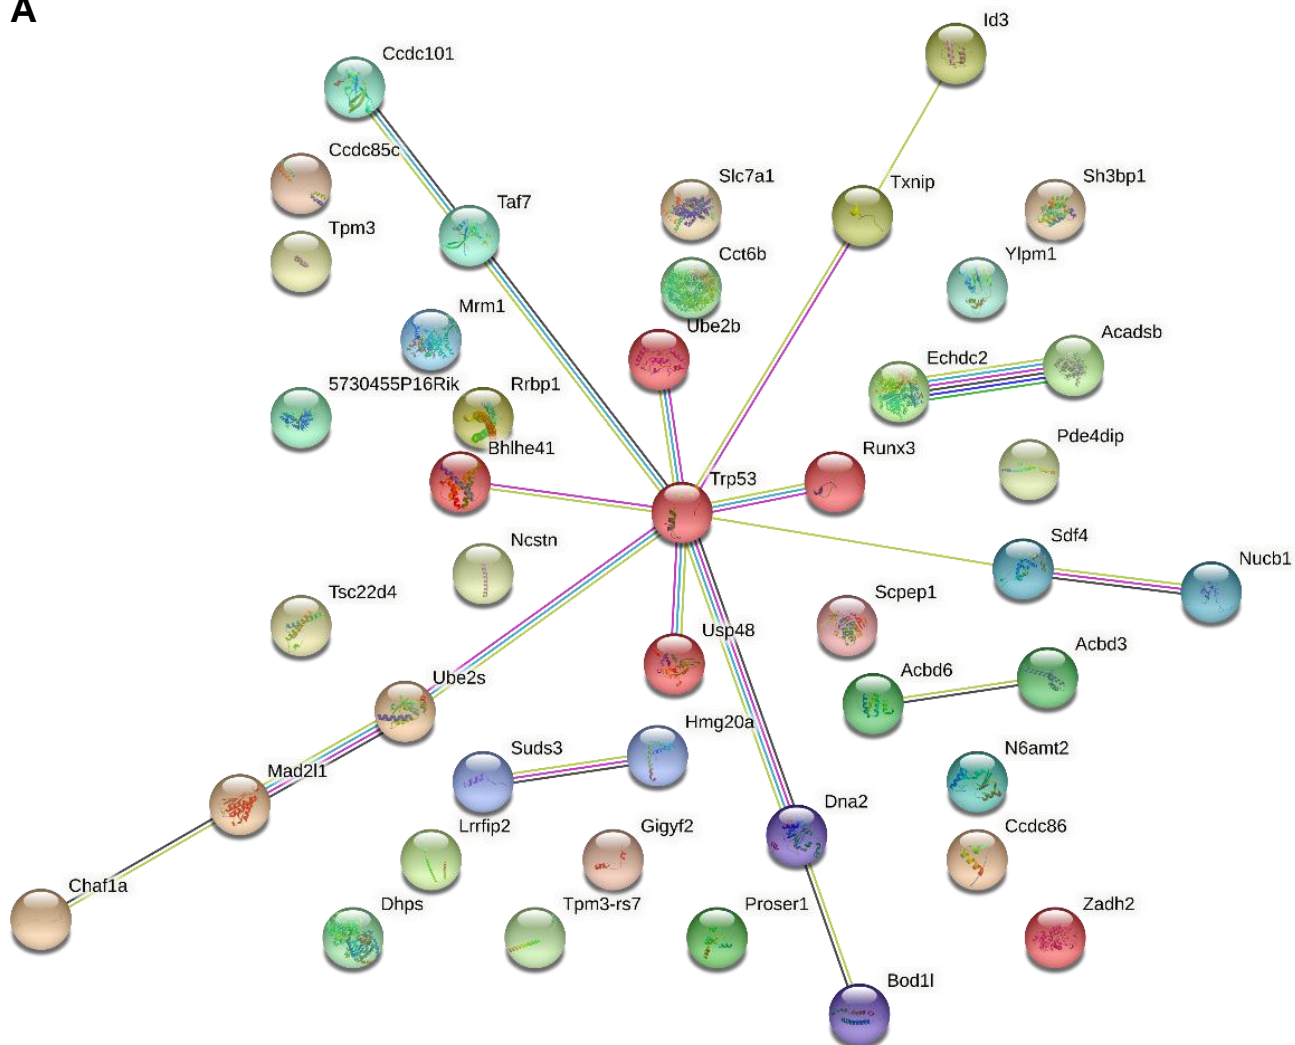 A
Id3
Ccdc101
Ccdc85c
Slc7a1
Txnip
Sh3bp1
Taf7
Tpm3
Cct6b
Ylpm1
Mrm1
Ube2b
Acadsb
Echdc2
5730455P16Rik
Rrbp1
Pde4dip
Bhlhe41
Runx3
Trp53
Sdf4
Ncstn
Nucb1
Tsc22d4
Scpep1
Usp48
Acbd3
Acbd6
Ube2s
Hmg20a
Suds3
N6amt2
Mad2l1
Dna2
Lrrfip2
Gigyf2
Ccdc86
Chaf1a
Dhps
Tpm3-rs7
Proser1
Zadh2
Bod1l